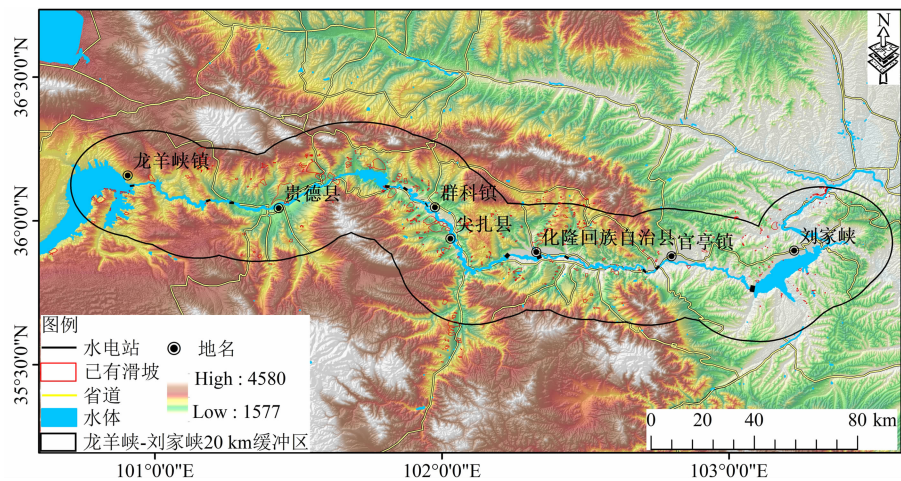 N
36°30′0″N
36°0′0″N
35°30′0″N
龙羊峡镇
贵德县
群科镇
尖扎县
化隆回族自治县
官亭镇
刘家峡
图例
水电站
地名
已有滑坡
High : 4580
省道
Low : 1577
水体
龙羊峡-刘家峡20 km缓冲区
0 20 40 60 80 km
101°0′0″E 102°0′0″E 103°0′0″E